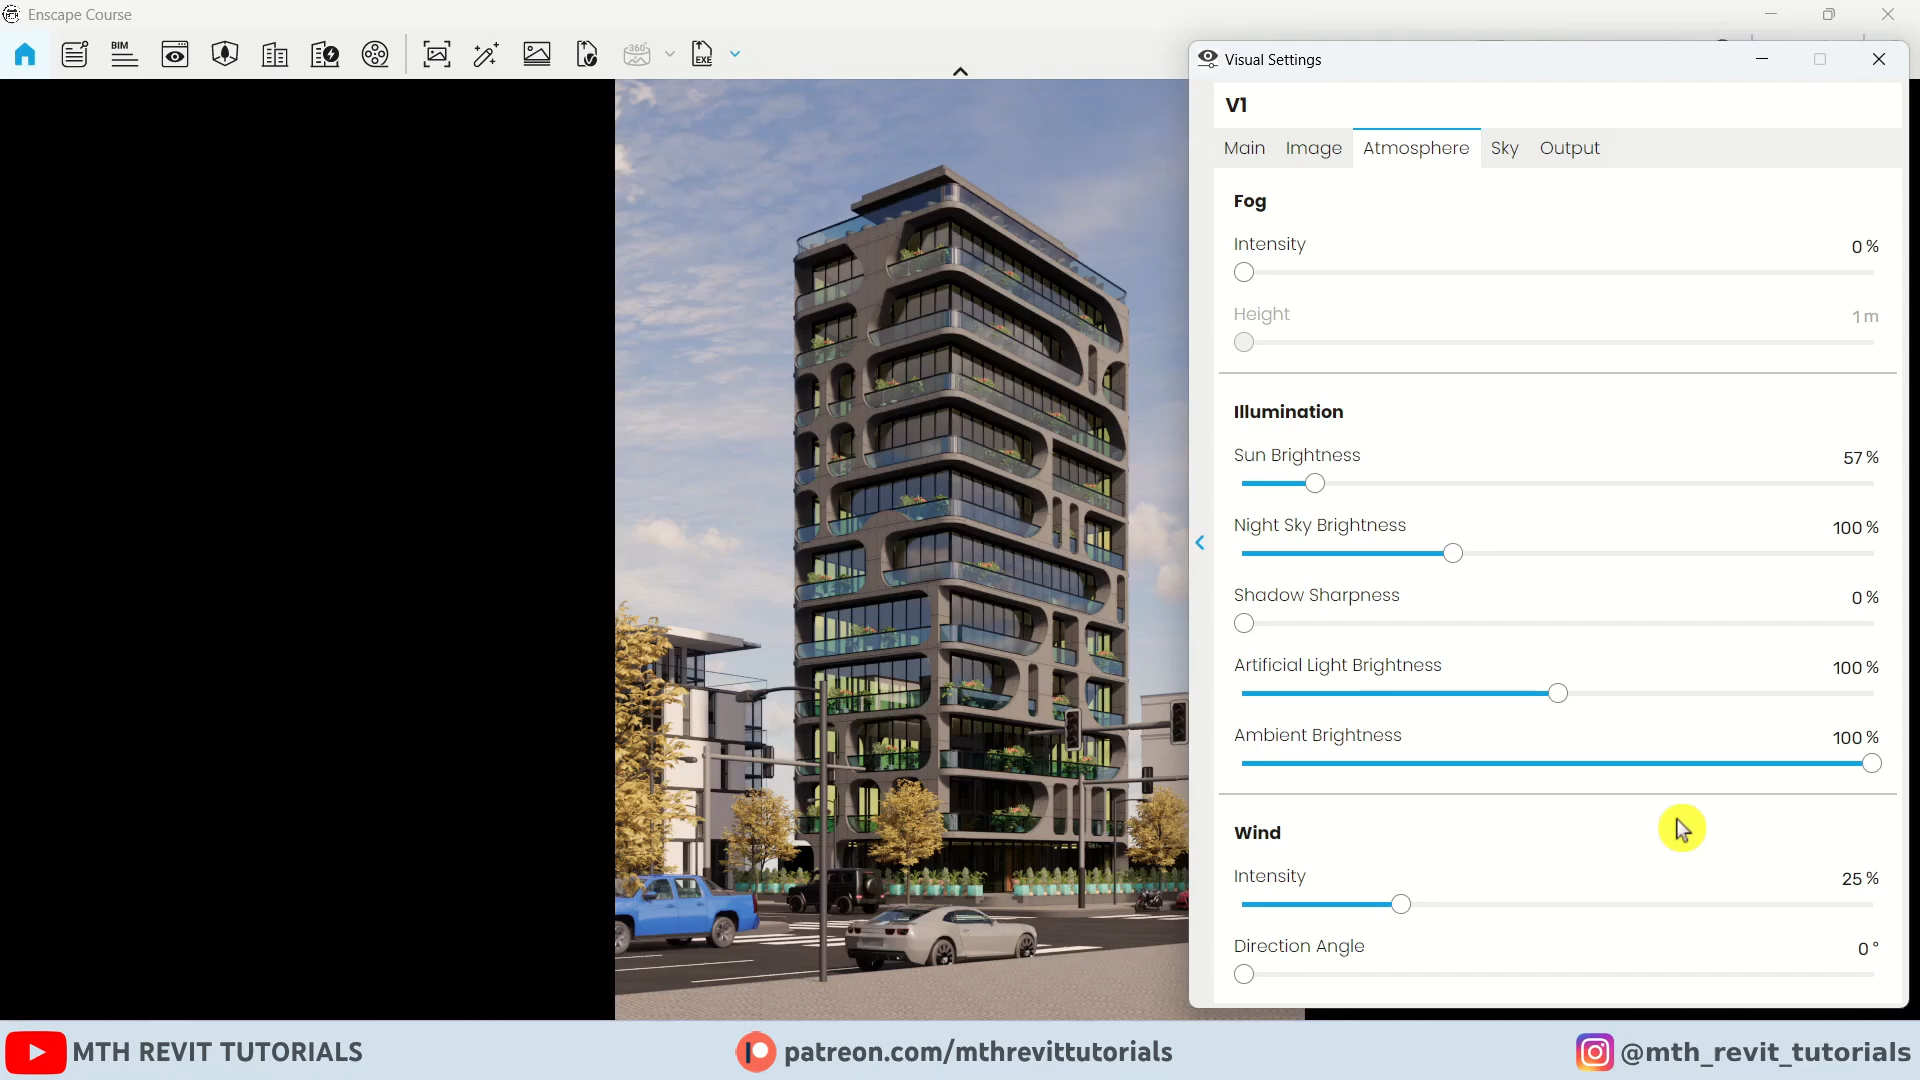 Enscape Course
BIM
360°
EXE
Visual Settings
V1
Main Image Atmosphere Sky Output
Fog
Intensity 0 %
Height 1 m
Illumination
Sun Brightness 57 %
Night Sky Brightness 100 %
Shadow Sharpness 0 %
Artificial Light Brightness 100 %
Ambient Brightness 100 %
Wind
Intensity 25 %
Direction Angle 0 °
MTH REVIT TUTORIALS patreon.com/mthrevittutorials @mth_revit_tutorials